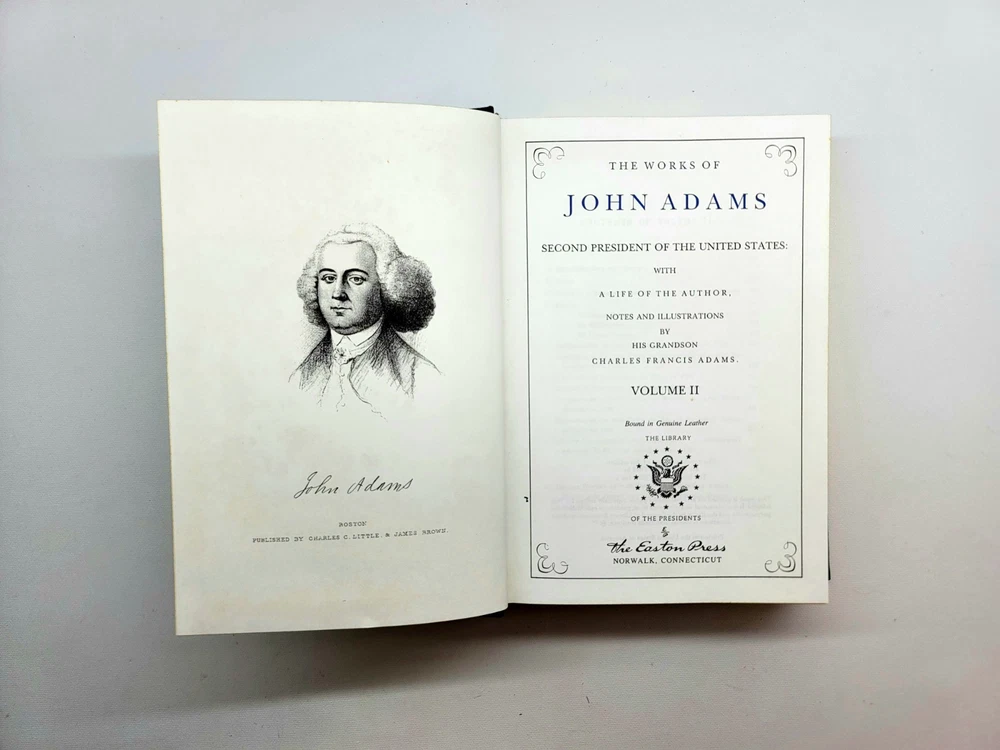 John Adams
BOSTON
PUBLISHED BY CHARLES C. LITTLE, & JAMES BROWN.
THE WORKS OF
JOHN ADAMS
SECOND PRESIDENT OF THE UNITED STATES:
WITH
A LIFE OF THE AUTHOR,
NOTES AND ILLUSTRATIONS
BY
HIS GRANDSON
CHARLES FRANCIS ADAMS.
VOLUME II
Bound in Genuine Leather
THE LIBRARY
OF THE PRESIDENTS
The Easton Press
NORWALK, CONNECTICUT